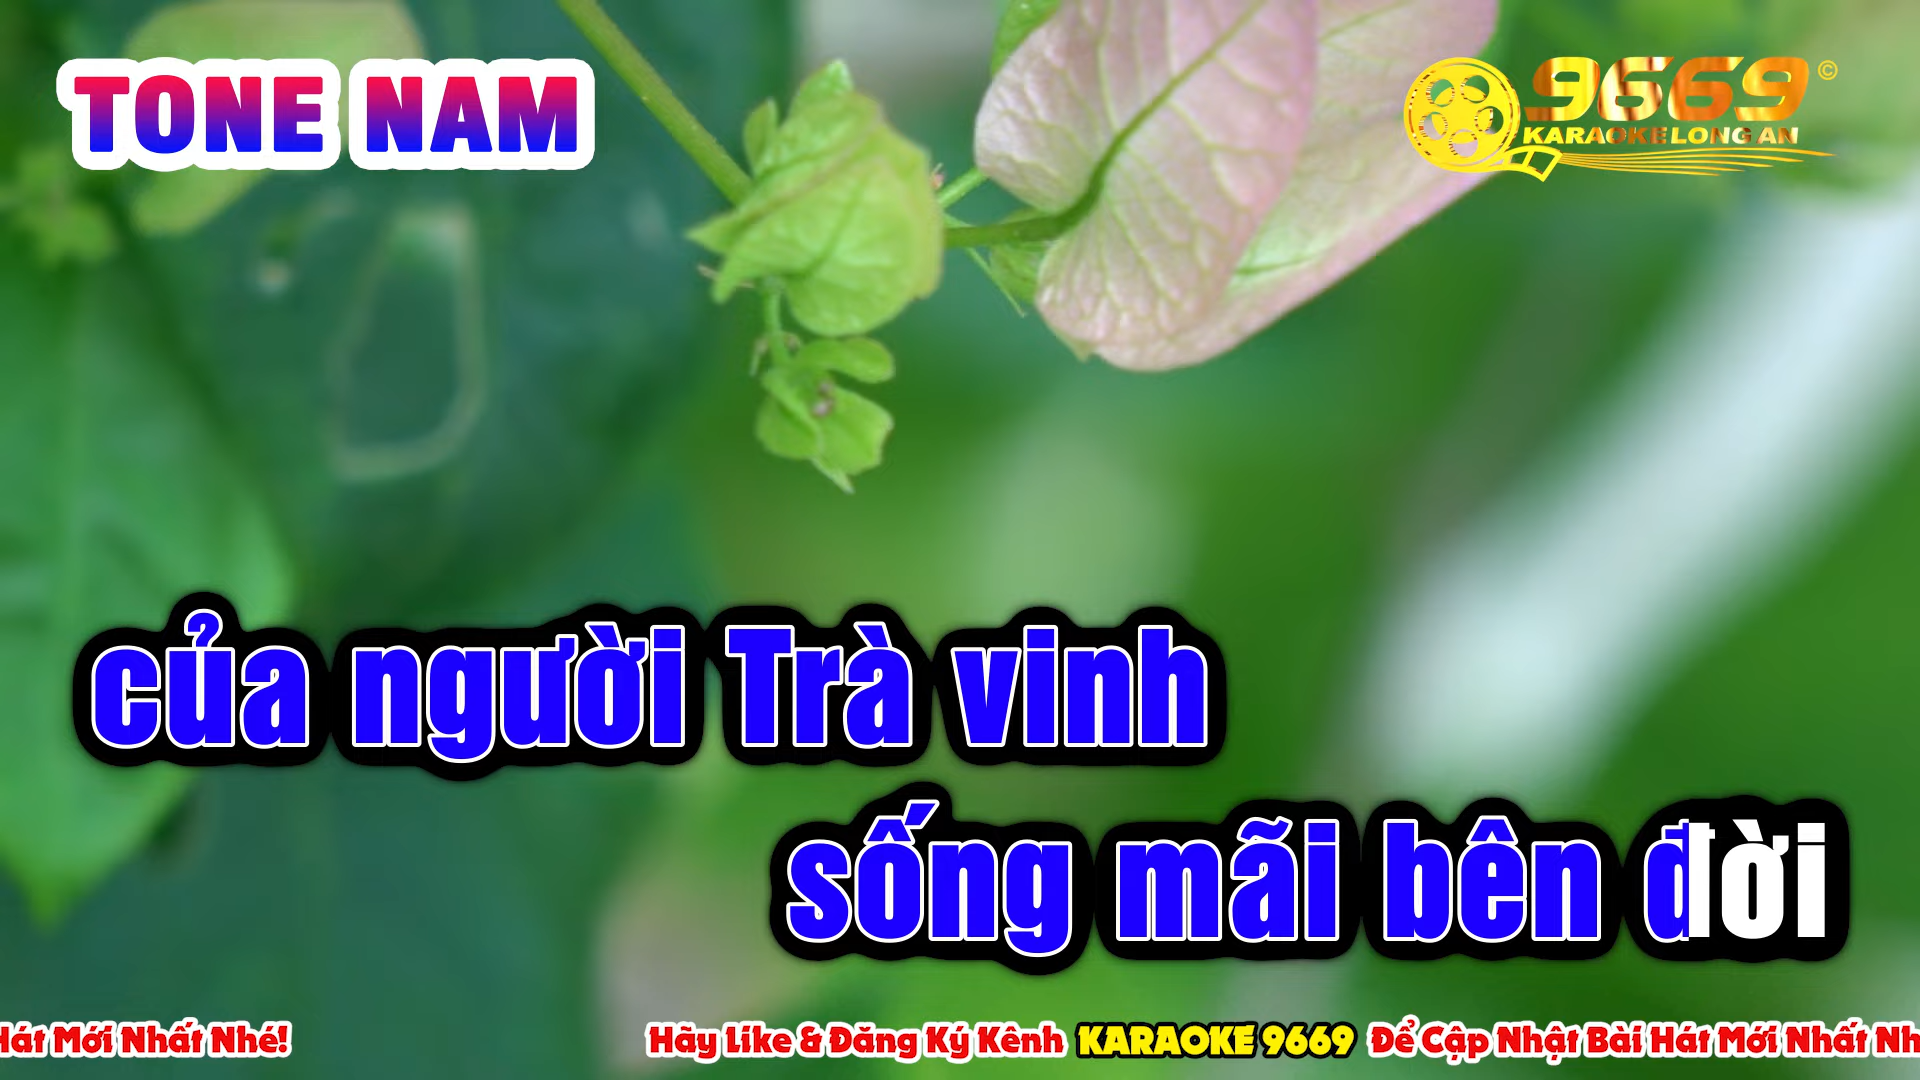 TONE NAM
9669 ©
KARAOKE LONG AN
của người Trà vinh
sống mãi bên đời
Hát Mới Nhất Nhé! Hãy Like & Đăng Ký Kênh KARAOKE 9669 Để Cập Nhật Bài Hát Mới Nhất Nh